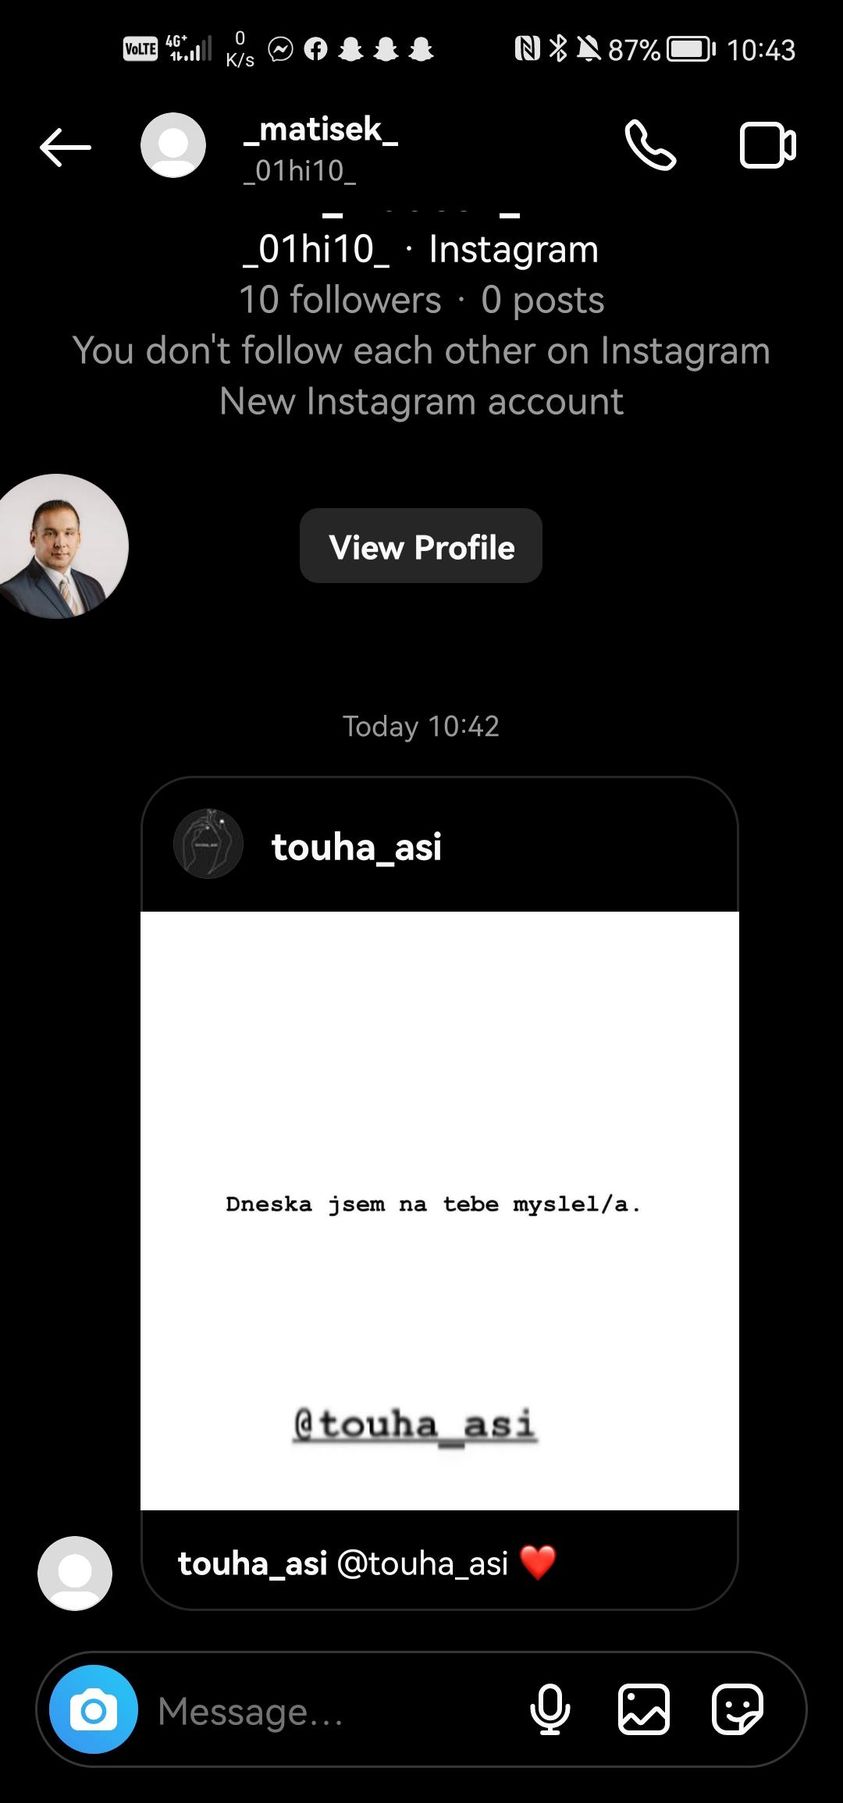 VoLTE 4G+ 0 K/s 87% 10:43
_matisek_
_01hi10_
_01hi10_ · Instagram
10 followers · 0 posts
You don't follow each other on Instagram
New Instagram account
View Profile
Today 10:42
touha_asi
Dneska jsem na tebe myslel/a.
@touha_asi
touha_asi @touha_asi ❤️
Message...